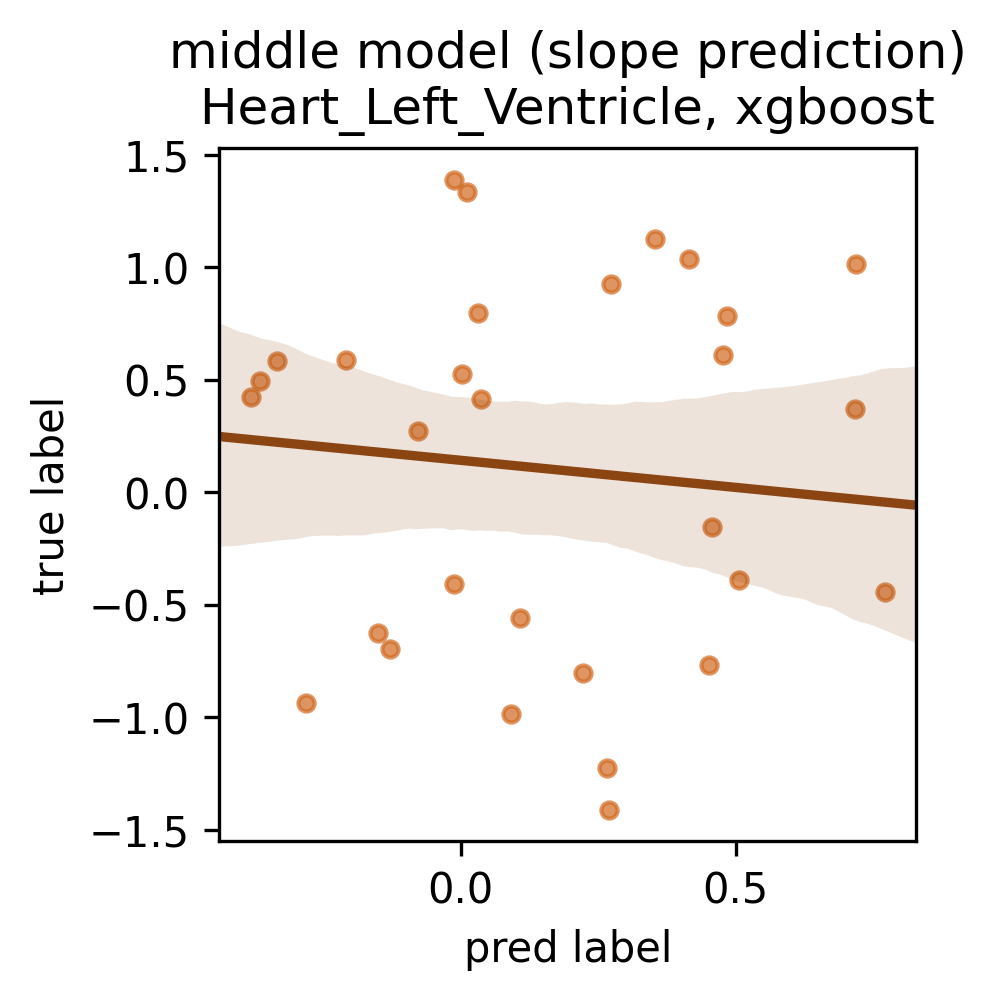 middle model (slope prediction)
Heart_Left_Ventricle, xgboost
1.5
1.0
0.5
0.0
−0.5
−1.0
−1.5
true label
0.0
0.5
pred label